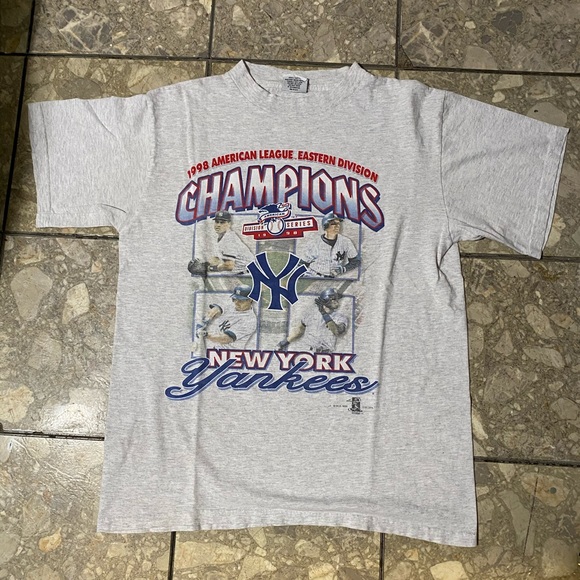 1998 AMERICAN LEAGUE EASTERN DIVISION
CHAMPIONS
DIVISION SERIES
NY
NEW YORK
Yankees